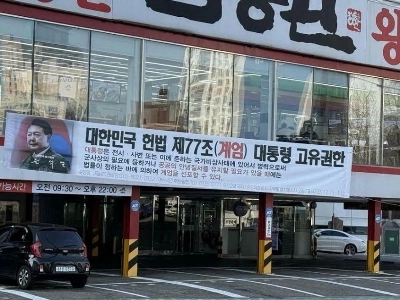 대한민국 헌법 제77조(계엄) 대통령 고유권한
대통령은 전시·사변 또는 이에 준하는 국가비상사태에 있어서 병력으로써
군사상의 필요에 응하거나 공공의 안녕질서를 유지할 필요가 있을 때에는
법률이 정하는 바에 의하여 계엄을 선포할 수 있다.
가능시간
오전 09:30 ~ 오후 22:00